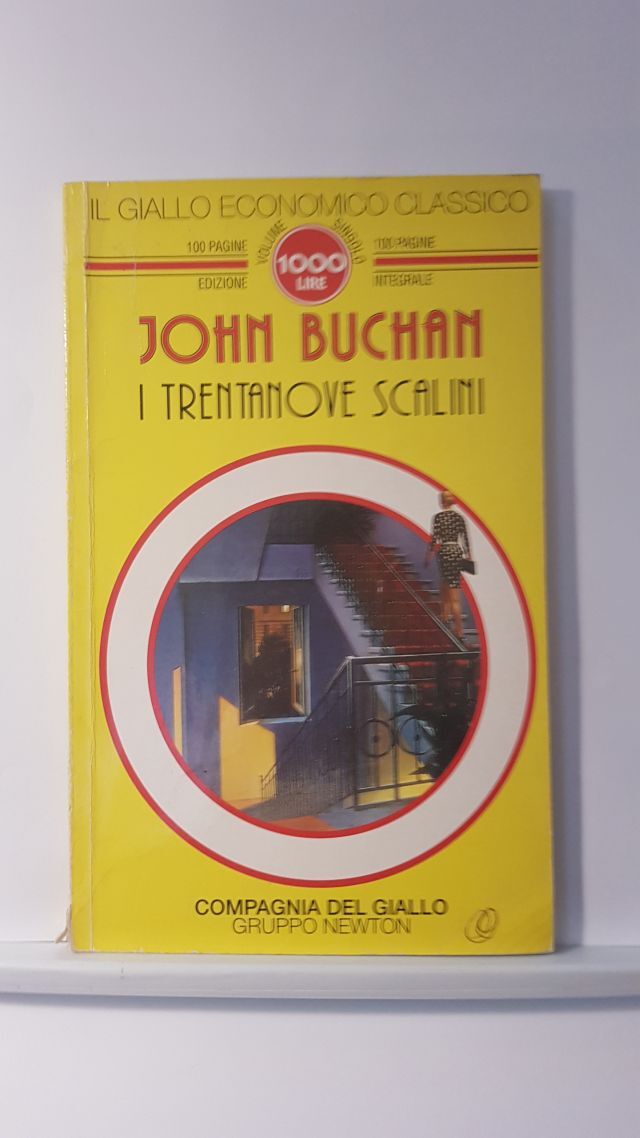 IL GIALLO ECONOMICO CLASSICO
VOLUME SINGOLO
100 PAGINE 1000 LIRE 100 PAGINE
EDIZIONE INTEGRALE
JOHN BUCHAN
I TRENTANOVE SCALINI
COMPAGNIA DEL GIALLO
GRUPPO NEWTON